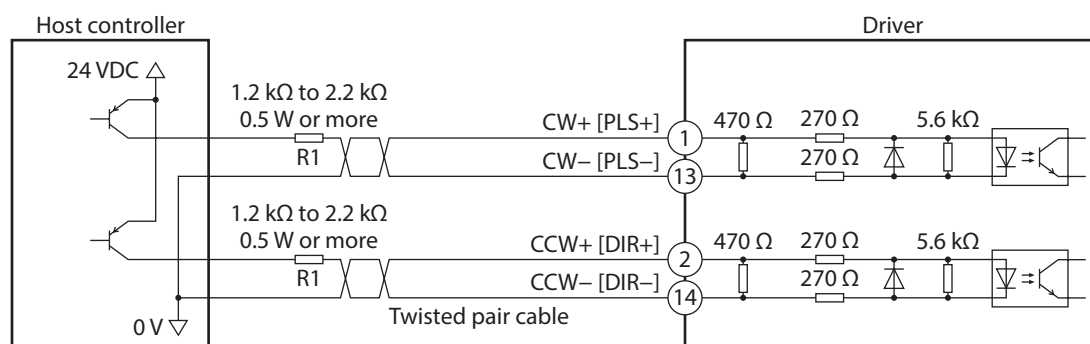 Host controller
Driver
24 VDC
1.2 kΩ to 2.2 kΩ
0.5 W or more
R1
CW+ [PLS+]
CW− [PLS−]
1
13
470 Ω
270 Ω
270 Ω
5.6 kΩ
1.2 kΩ to 2.2 kΩ
0.5 W or more
R1
CCW+ [DIR+]
CCW− [DIR−]
2
14
470 Ω
270 Ω
270 Ω
5.6 kΩ
Twisted pair cable
0 V